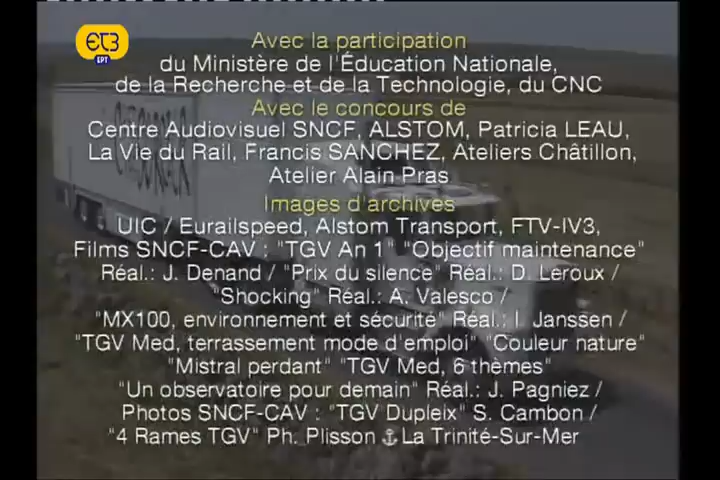 ET3
ΕΡΤ
Avec la participation
du Ministère de l'Éducation Nationale,
de la Recherche et de la Technologie, du CNC
Avec le concours de
Centre Audiovisuel SNCF, ALSTOM, Patricia LEAU,
La Vie du Rail, Francis SANCHEZ, Ateliers Châtillon,
Atelier Alain Pras
Images d'archives
UIC / Eurailspeed, Alstom Transport, FTV-IV3,
Films SNCF-CAV : "TGV An 1" "Objectif maintenance"
Réal.: J. Denand / "Prix du silence" Réal.: D. Leroux /
"Shocking" Réal.: A. Valesco /
"MX100, environnement et sécurité" Réal.: I. Janssen /
"TGV Med, terrassement mode d'emploi" "Couleur nature"
"Mistral perdant" "TGV Med, 6 thèmes"
"Un observatoire pour demain" Réal.: J. Pagniez /
Photos SNCF-CAV : "TGV Dupleix" S. Cambon /
"4 Rames TGV" Ph. Plisson ⚓La Trinité-Sur-Mer